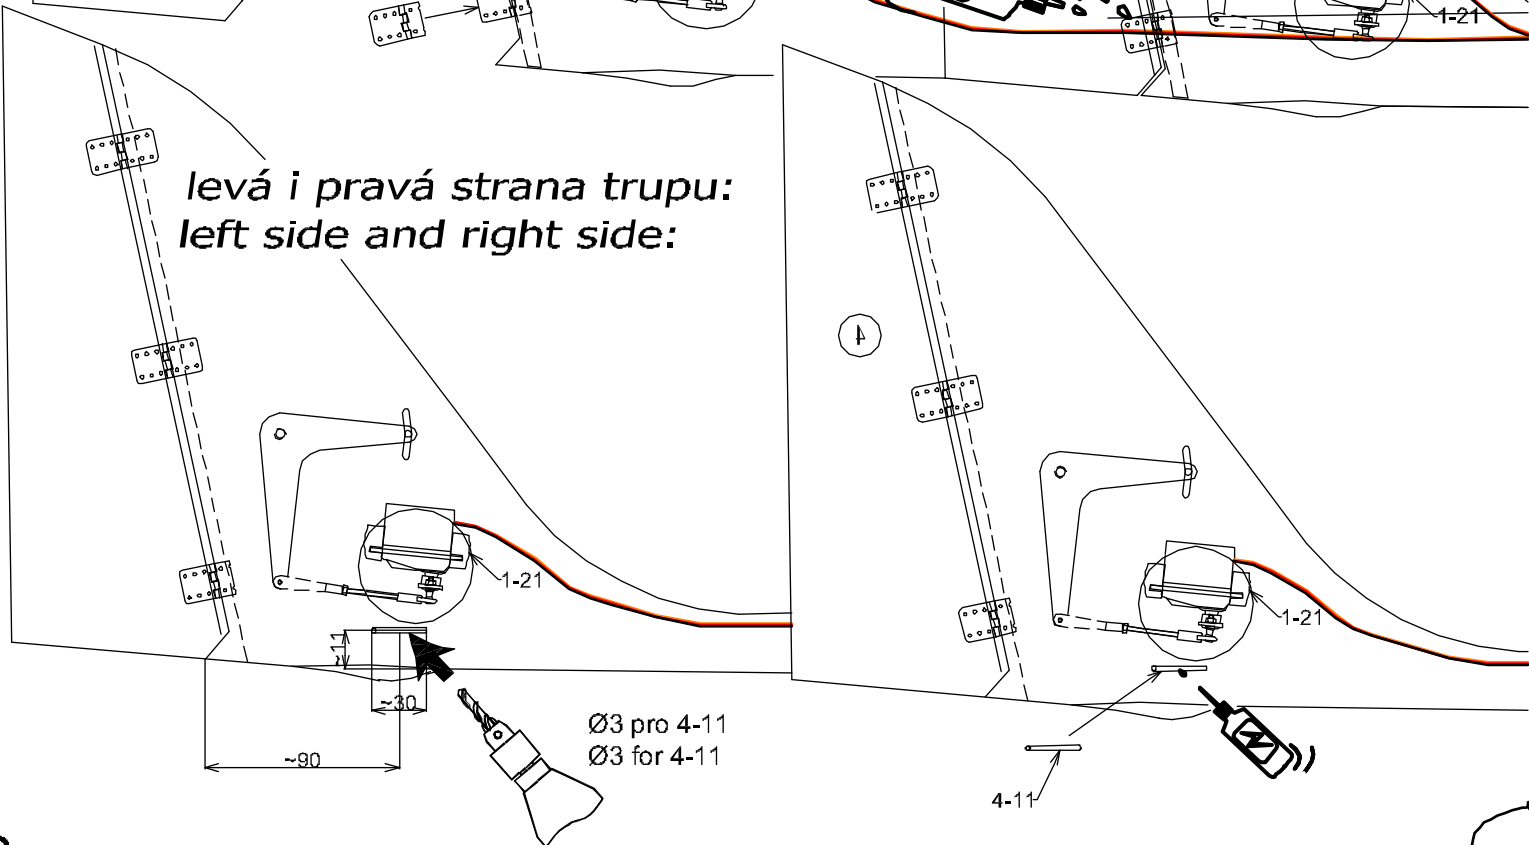 1-21
levá i pravá strana trupu:
left side and right side:
4
1-21
1-21
~11
~30
~90
Ø3 pro 4-11
Ø3 for 4-11
4-11